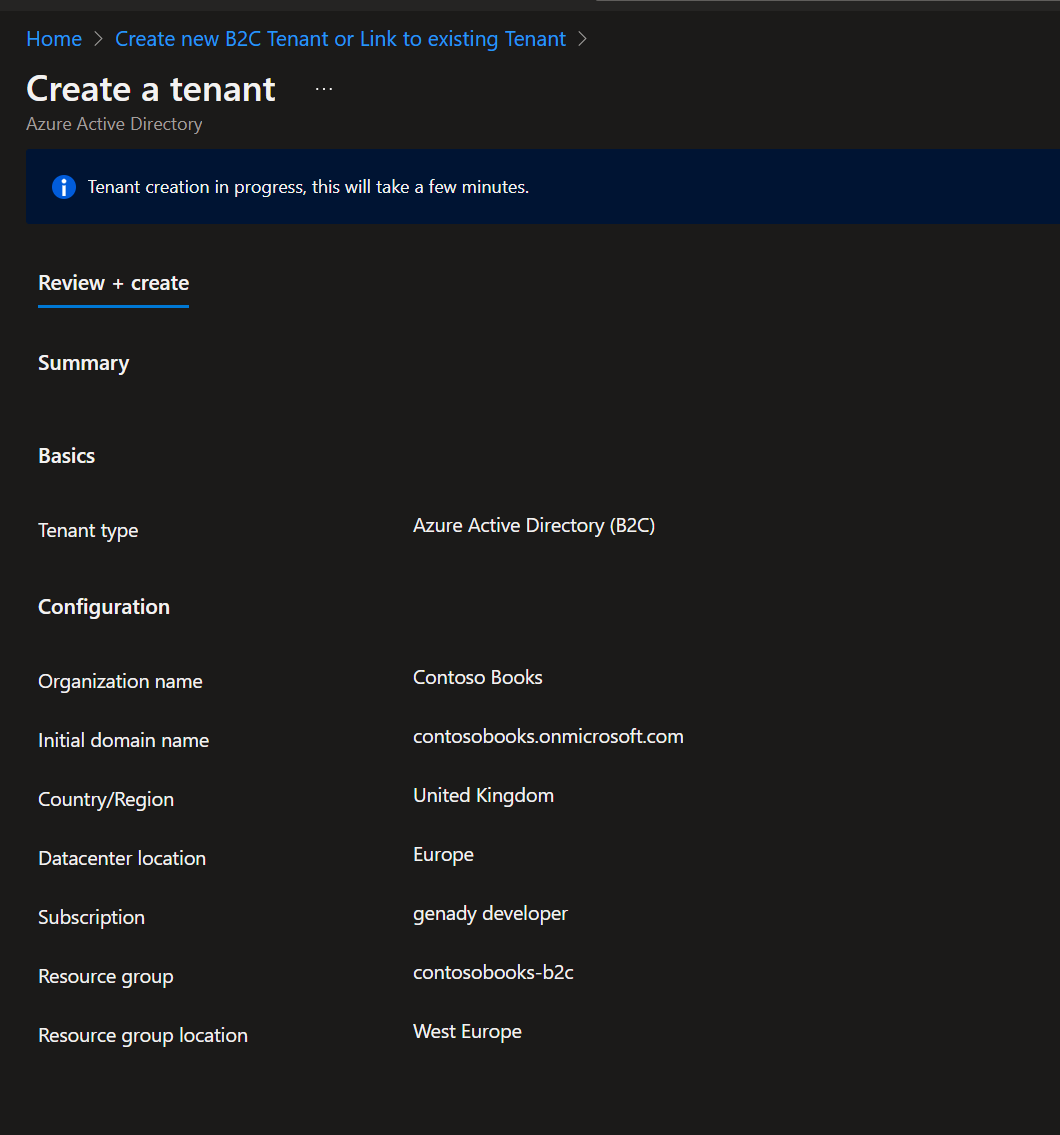 Home > Create new B2C Tenant or Link to existing Tenant >
Create a tenant ...
Azure Active Directory
Tenant creation in progress, this will take a few minutes.
Review + create
Summary
Basics
Tenant type Azure Active Directory (B2C)
Configuration
Organization name Contoso Books
Initial domain name contosobooks.onmicrosoft.com
Country/Region United Kingdom
Datacenter location Europe
Subscription genady developer
Resource group contosobooks-b2c
Resource group location West Europe